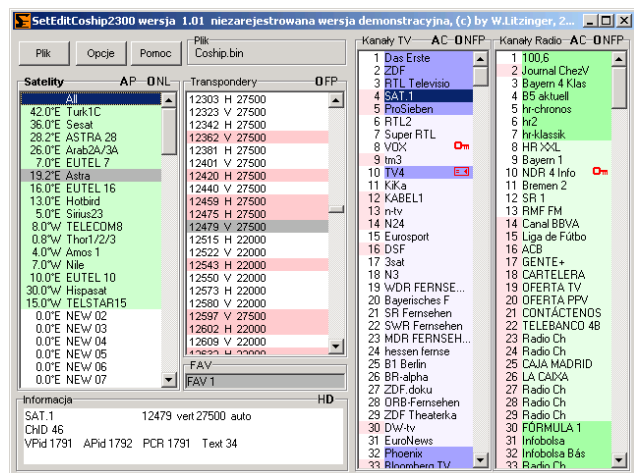 SetEditCoship2300 wersja 1.01 niezarejestrowana wersja demonstracyjna, (c) by W.Litzinger, 2...
Plik
Opcje
Pomoc
Plik
Coship.bin
Satelity AP ONL
All
42.0°E Turk1C
36.0°E Sesat
28.2°E ASTRA 28
26.0°E Arab2A/3A
7.0°E EUTEL 7
19.2°E Astra
16.0°E EUTEL 16
13.0°E Hotbird
5.0°E Sirius23
8.0°W TELECOM8
0.8°W Thor1/2/3
4.0°W Amos 1
7.0°W Nile
10.0°E EUTEL 10
30.0°W Hispasat
15.0°W TELSTAR15
0.0°E NEW 02
0.0°E NEW 03
0.0°E NEW 04
0.0°E NEW 05
0.0°E NEW 06
0.0°E NEW 07
Transpondery OFP
12303 H 27500
12323 V 27500
12342 H 27500
12362 V 27500
12381 H 27500
12401 V 27500
12420 H 27500
12440 V 27500
12459 H 27500
12475 H 27500
12479 V 27500
12515 H 22000
12522 V 22000
12543 H 22000
12550 V 22000
12573 H 22000
12580 V 22000
12597 V 27500
12602 H 22000
12609 V 22000
12632 H 22000
FAV
FAV 1
Informacja HD
SAT.1 12479 vert 27500 auto
ChID 46
VPid 1791 APid 1792 PCR 1791 Text 34
Kanały TV AC ONFP
1 Das Erste
2 ZDF
3 RTL Televisio
4 SAT.1
5 ProSieben
6 RTL2
7 Super RTL
8 VOX
9 tm3
10 TV4
11 KiKa
12 KABEL1
13 n-tv
14 N24
15 Eurosport
16 DSF
17 3sat
18 N3
19 WDR FERNSE...
20 Bayerisches F
21 SR Fernsehen
22 SWR Fernsehen
23 MDR FERNSEH...
24 hessen fernse
25 B1 Berlin
26 BR-alpha
27 ZDF.doku
28 ORB-Fernsehen
29 ZDF Theaterka
30 DW-tv
31 EuroNews
32 Phoenix
33 Bloomberg TV
Kanały Radio AC ONFP
1 100,6
2 Journal ChezV
3 Bayern 4 Klas
4 B5 aktuell
5 hr-chronos
6 hr2
7 hr-klassik
8 HR XXL
9 Bayern 1
10 NDR 4 Info
11 Bremen 2
12 SR 1
13 RMF FM
14 Canal BBVA
15 Liga de Fútbo
16 ACB
17 GENTE+
18 CARTELERA
19 OFERTA TV
20 OFERTA PPV
21 CONTÁCTENOS
22 TELEBANCO 4B
23 Radio Ch
24 Radio Ch
25 CAJA MADRID
26 LA CAIXA
27 Radio Ch
28 Radio Ch
29 Radio Ch
30 FÓRMULA 1
31 Infobolsa
32 Infobolsa Bás
33 Radio Ch